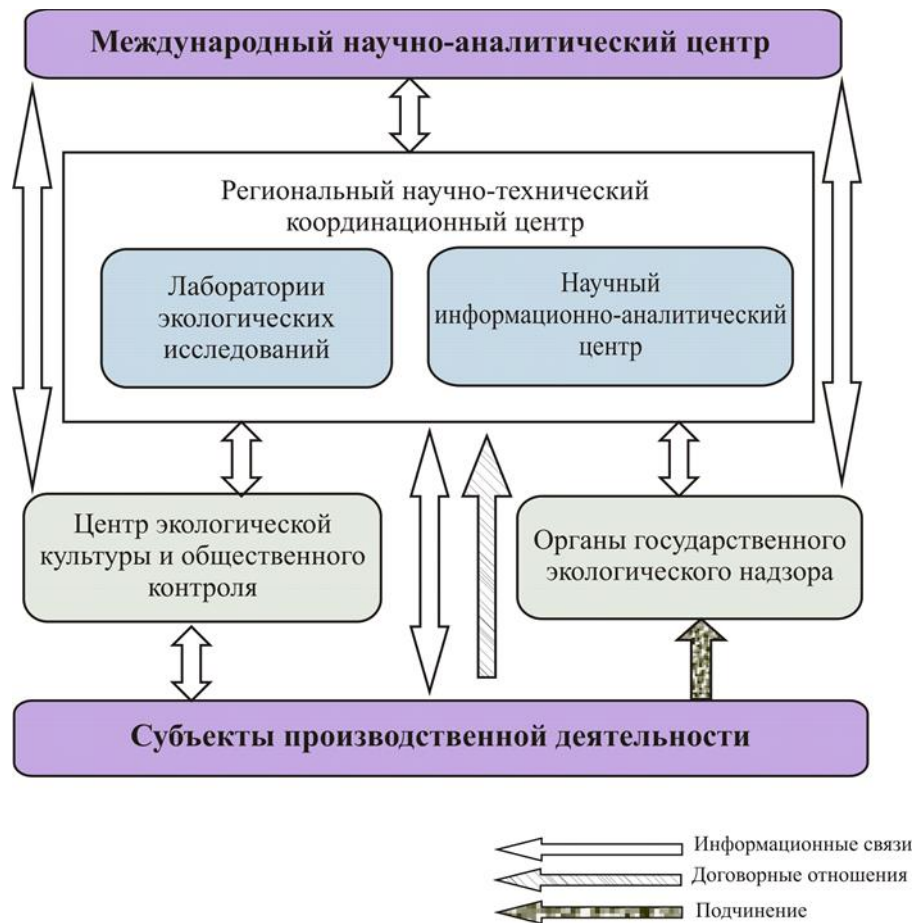 Международный научно-аналитический центр
Региональный научно-технический
координационный центр
Лаборатории
экологических
исследований
Научный
информационно-аналитический
центр
Центр экологической
культуры и общественного
контроля
Органы государственного
экологического надзора
Субъекты производственной деятельности
Информационные связи
Договорные отношения
Подчинение